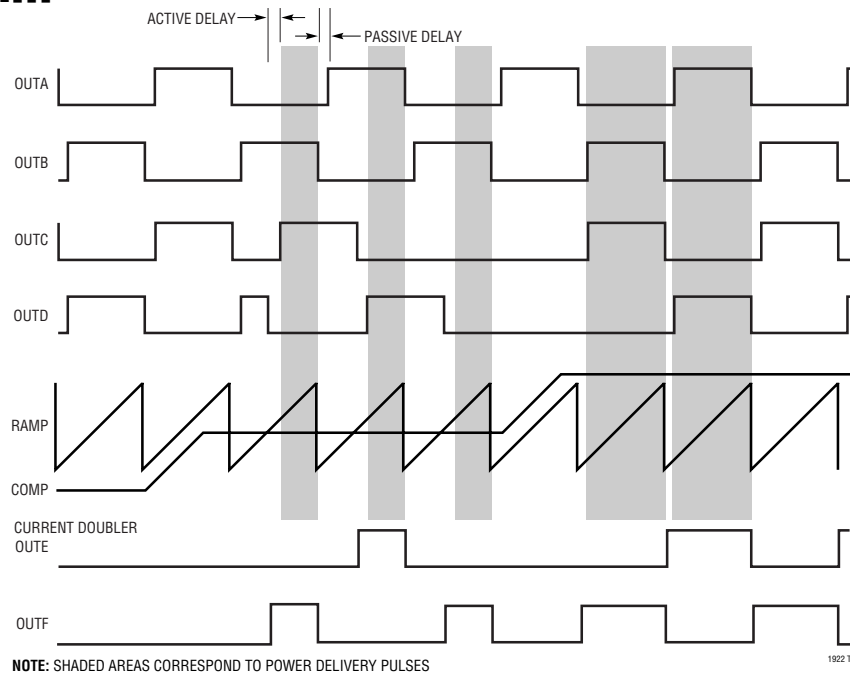 ACTIVE DELAY
PASSIVE DELAY
OUTA
OUTB
OUTC
OUTD
RAMP
COMP
CURRENT DOUBLER
OUTE
OUTF
NOTE: SHADED AREAS CORRESPOND TO POWER DELIVERY PULSES
1922 T